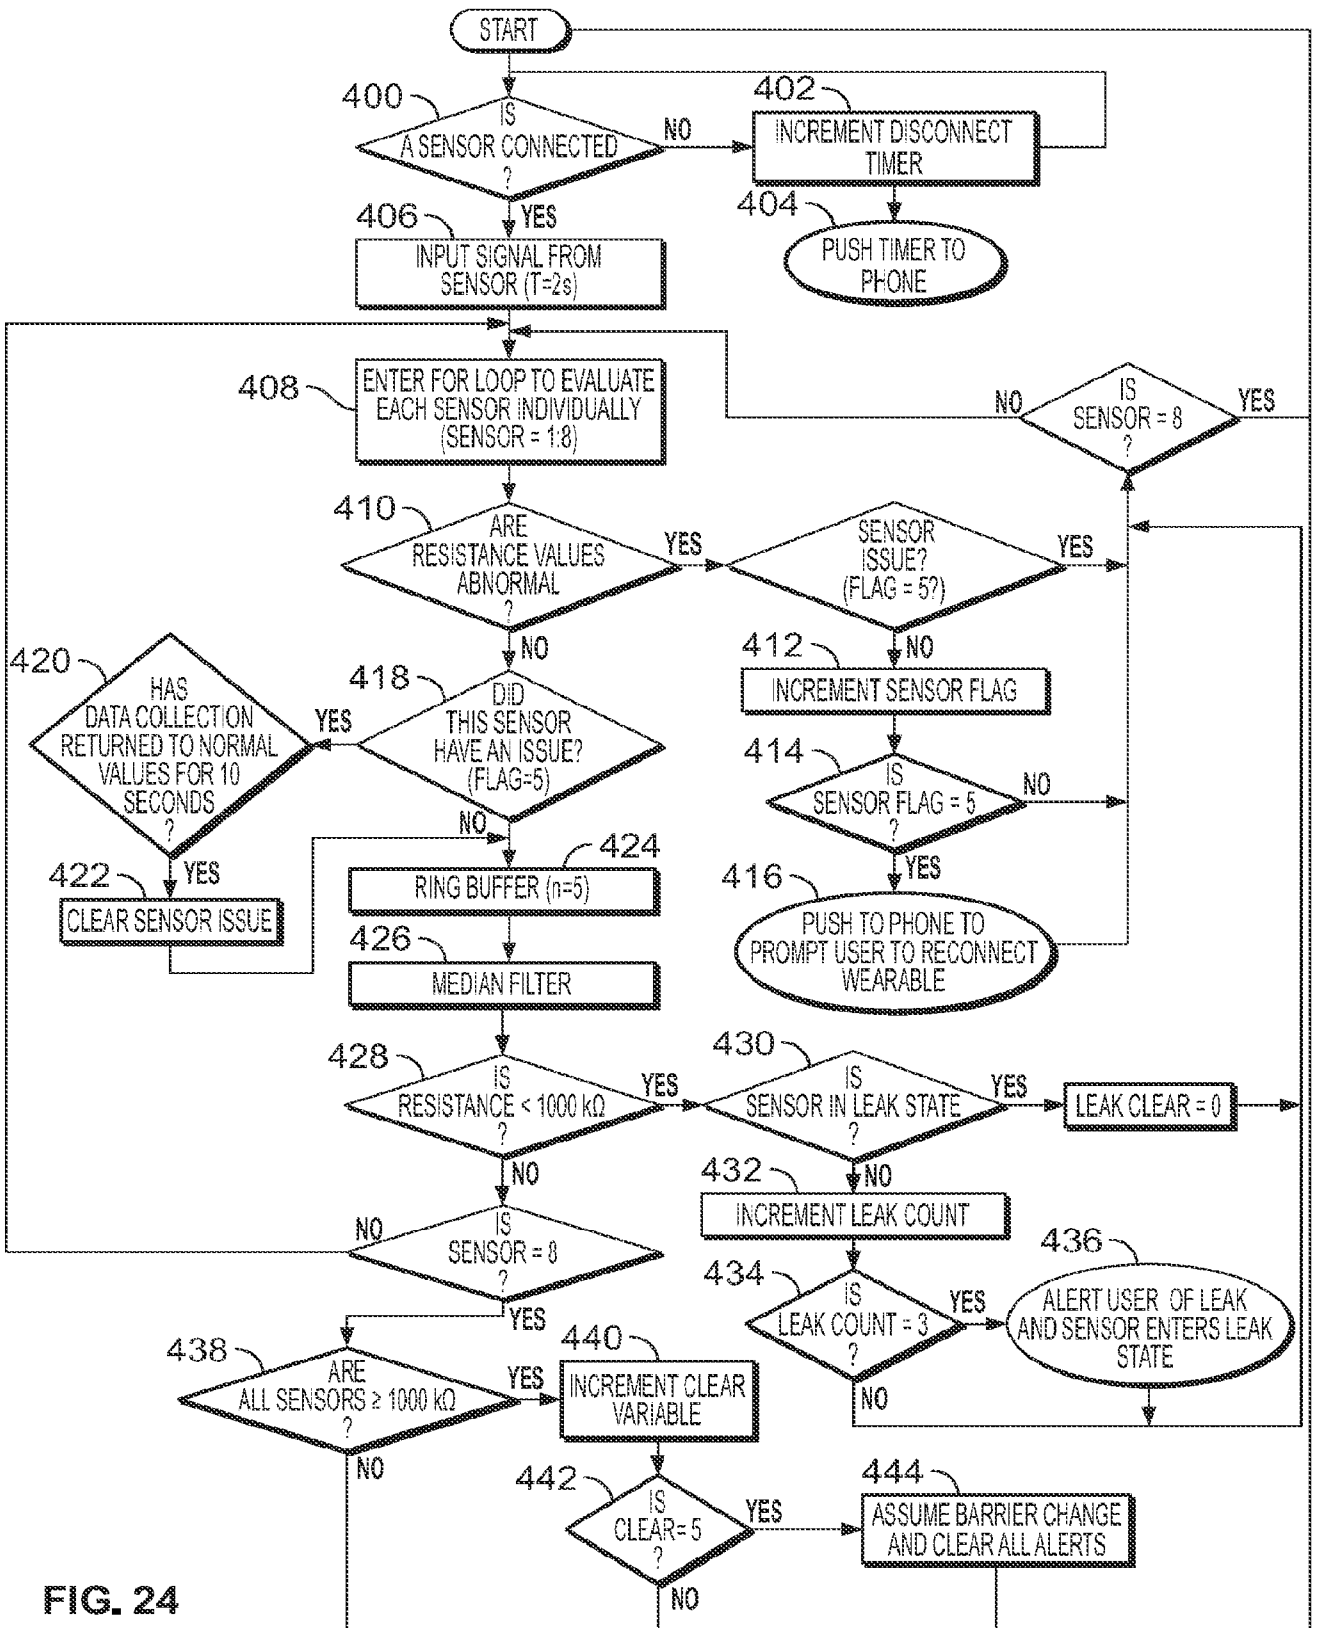 START
400
IS
A SENSOR CONNECTED
?
NO
402
INCREMENT DISCONNECT
TIMER
404
PUSH TIMER TO
PHONE
YES
406
INPUT SIGNAL FROM
SENSOR (T=2s)
408
ENTER FOR LOOP TO EVALUATE
EACH SENSOR INDIVIDUALLY
(SENSOR = 1:8)
NO
IS
SENSOR = 8
?
YES
410
ARE
RESISTANCE VALUES
ABNORMAL
?
YES
SENSOR
ISSUE?
(FLAG = 5?)
YES
NO
NO
412
INCREMENT SENSOR FLAG
414
IS
SENSOR FLAG = 5
?
NO
YES
416
PUSH TO PHONE TO
PROMPT USER TO RECONNECT
WEARABLE
418
DID
THIS SENSOR
HAVE AN ISSUE?
(FLAG=5)
YES
NO
420
HAS
DATA COLLECTION
RETURNED TO NORMAL
VALUES FOR 10
SECONDS
?
YES
422
CLEAR SENSOR ISSUE
424
RING BUFFER (n=5)
426
MEDIAN FILTER
428
IS
RESISTANCE < 1000 kΩ
?
YES
NO
430
IS
SENSOR IN LEAK STATE
?
YES
LEAK CLEAR = 0
NO
432
INCREMENT LEAK COUNT
434
IS
LEAK COUNT = 3
?
YES
NO
436
ALERT USER OF LEAK
AND SENSOR ENTERS LEAK
STATE
NO
IS
SENSOR = 8
?
YES
438
ARE
ALL SENSORS ≥ 1000 kΩ
?
YES
NO
440
INCREMENT CLEAR
VARIABLE
442
IS
CLEAR= 5
?
YES
NO
444
ASSUME BARRIER CHANGE
AND CLEAR ALL ALERTS
FIG. 24